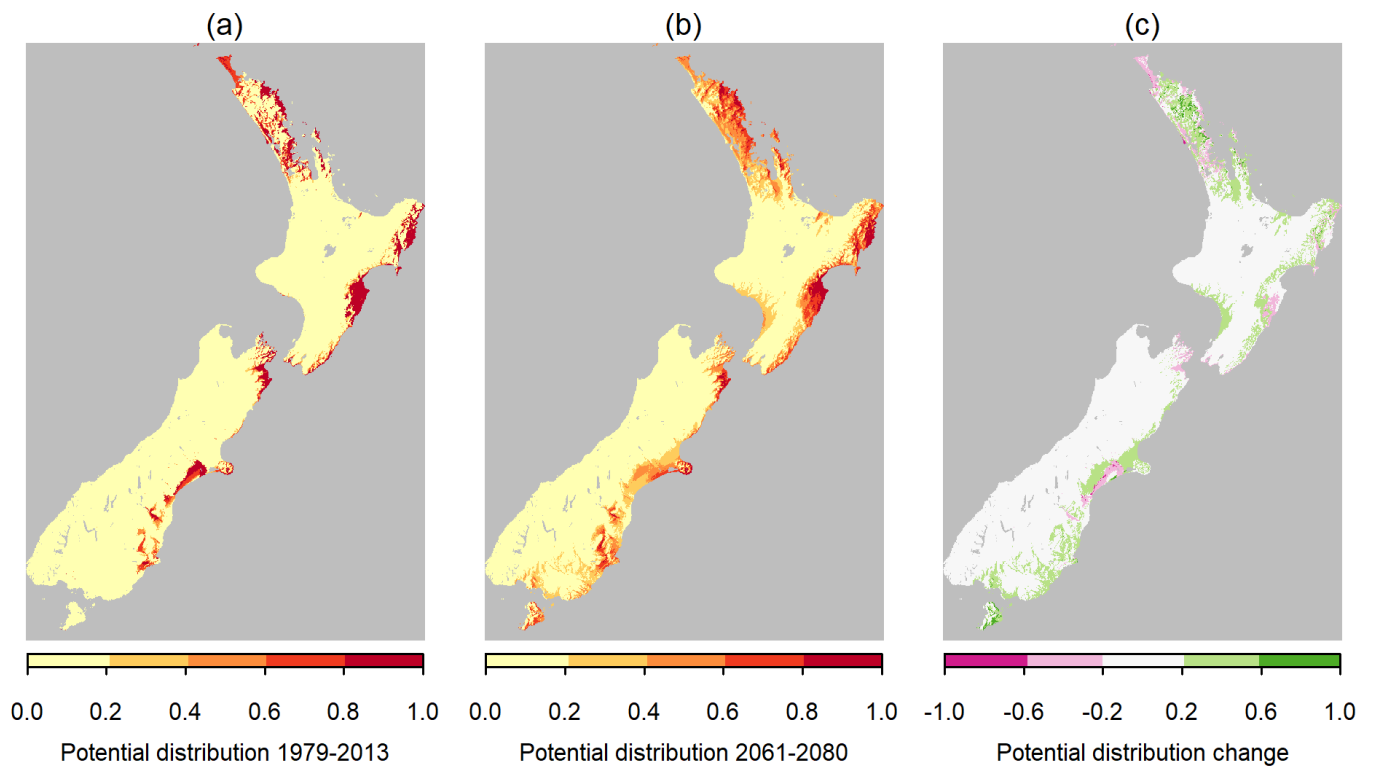 (a) (b) (c)
0.0 0.2 0.4 0.6 0.8 1.0 0.0 0.2 0.4 0.6 0.8 1.0 -1.0 -0.6 -0.2 0.2 0.6 1.0
Potential distribution 1979-2013 Potential distribution 2061-2080 Potential distribution change